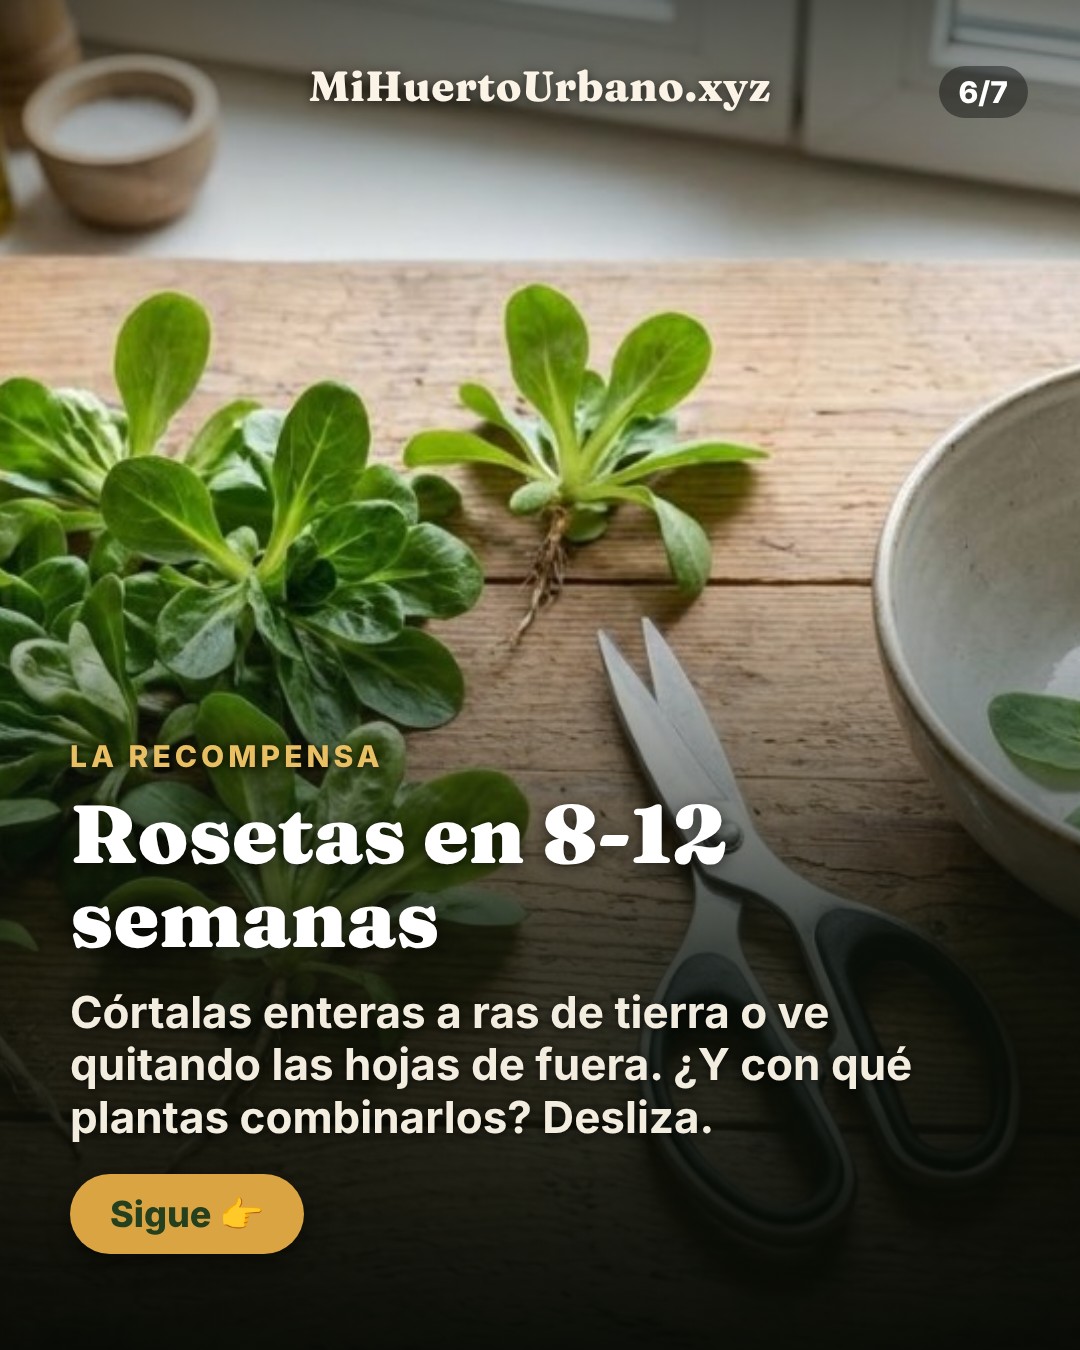 MiHuertoUrbano.xyz
6/7
LA RECOMPENSA
Rosetas en 8-12
semanas
Córtalas enteras a ras de tierra o ve
quitando las hojas de fuera. ¿Y con qué
plantas combinarlos? Desliza.
Sigue 👉